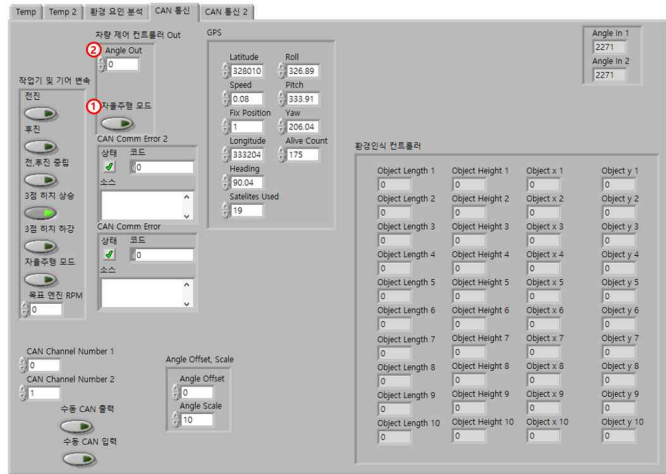 Temp Temp 2 환경 요인 분석 CAN 통신 CAN 통신 2
차량 제어 컨트롤러 Out
② Angle Out
0
① 자율주행 모드
작업기 및 기어 변속
전진
후진
전,후진 중립
3점 히치 상승
3점 히치 하강
자율주행 모드
목표 엔진 RPM
0
CAN Comm Error 2
상태 코드
0
소스
CAN Comm Error
상태 코드
0
소스
GPS
Latitude Roll
328010 326.89
Speed Pitch
0.08 333.91
Fix Position Yaw
1 206.04
Longitude Alive Count
333204 175
Heading
90.04
Satelites Used
19
Angle In 1
2271
Angle In 2
2271
환경인식 컨트롤러
Object Length 1 Object Height 1 Object x 1 Object y 1
0 0 0 0
Object Length 2 Object Height 2 Object x 2 Object y 2
0 0 0 0
Object Length 3 Object Height 3 Object x 3 Object y 3
0 0 0 0
Object Length 4 Object Height 4 Object x 4 Object y 4
0 0 0 0
Object Length 5 Object Height 5 Object x 5 Object y 5
0 0 0 0
Object Length 6 Object Height 6 Object x 6 Object y 6
0 0 0 0
Object Length 7 Object Height 7 Object x 7 Object y 7
0 0 0 0
Object Length 8 Object Height 8 Object x 8 Object y 8
0 0 0 0
Object Length 9 Object Height 9 Object x 9 Object y 9
0 0 0 0
Object Length 10 Object Height 10 Object x 10 Object y 10
0 0 0 0
CAN Channel Number 1
0
CAN Channel Number 2
1
수동 CAN 출력
수동 CAN 입력
Angle Offset, Scale
Angle Offset
0
Angle Scale
10